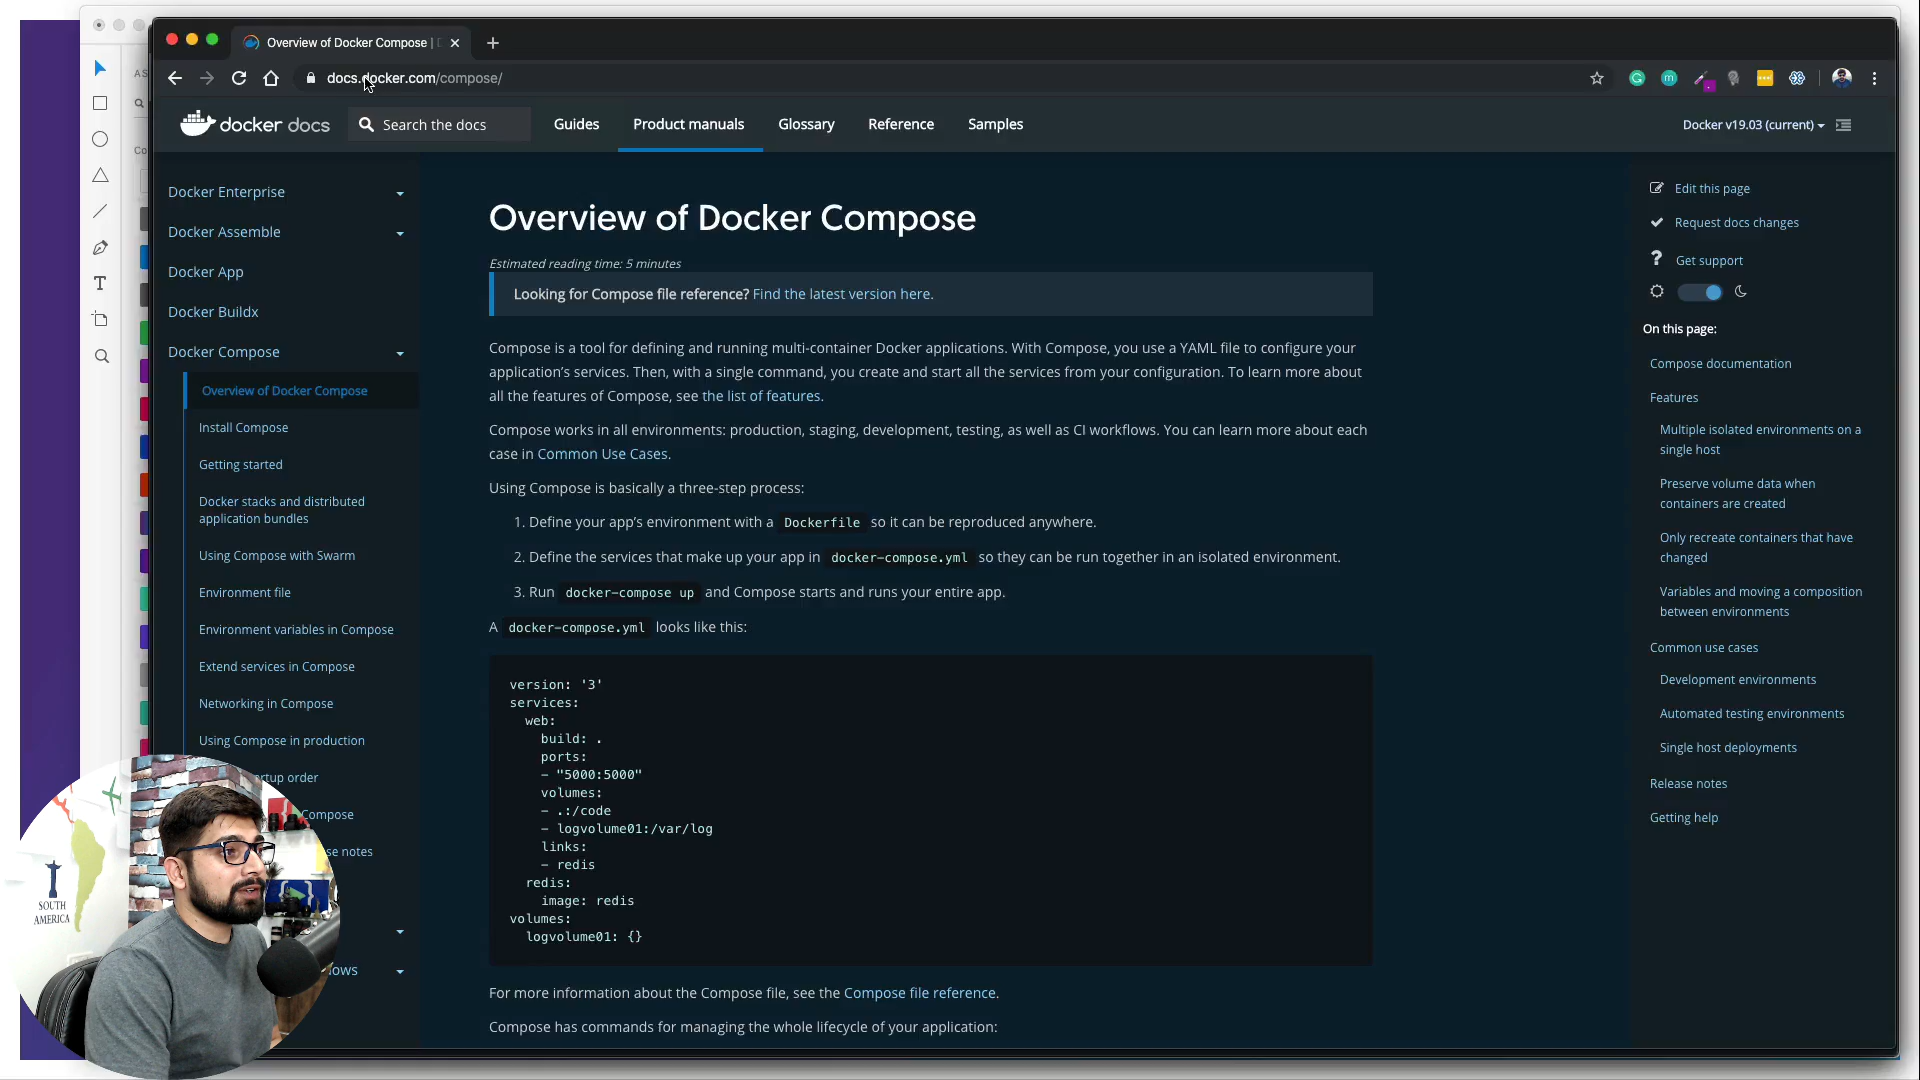 Overview of Docker Compose | D
docs.docker.com/compose/
docker docs
Search the docs
Guides
Product manuals
Glossary
Reference
Samples
Docker v19.03 (current)
AS
Co
Docker Enterprise
Docker Assemble
Docker App
Docker Buildx
Docker Compose
Overview of Docker Compose
Install Compose
Getting started
Docker stacks and distributed
application bundles
Using Compose with Swarm
Environment file
Environment variables in Compose
Extend services in Compose
Networking in Compose
Using Compose in production
rtup order
Compose
se notes
lows
SOUTH
AMERICA
Overview of Docker Compose
Estimated reading time: 5 minutes
Looking for Compose file reference? Find the latest version here.
Compose is a tool for defining and running multi-container Docker applications. With Compose, you use a YAML file to configure your
application's services. Then, with a single command, you create and start all the services from your configuration. To learn more about
all the features of Compose, see the list of features.
Compose works in all environments: production, staging, development, testing, as well as CI workflows. You can learn more about each
case in Common Use Cases.
Using Compose is basically a three-step process:
1. Define your app's environment with a Dockerfile so it can be reproduced anywhere.
2. Define the services that make up your app in docker-compose.yml so they can be run together in an isolated environment.
3. Run docker-compose up and Compose starts and runs your entire app.
A docker-compose.yml looks like this:
version: '3'
services:
web:
build: .
ports:
- "5000:5000"
volumes:
- .:/code
- logvolume01:/var/log
links:
- redis
redis:
image: redis
volumes:
logvolume01: {}
For more information about the Compose file, see the Compose file reference.
Compose has commands for managing the whole lifecycle of your application:
Edit this page
Request docs changes
Get support
On this page:
Compose documentation
Features
Multiple isolated environments on a
single host
Preserve volume data when
containers are created
Only recreate containers that have
changed
Variables and moving a composition
between environments
Common use cases
Development environments
Automated testing environments
Single host deployments
Release notes
Getting help